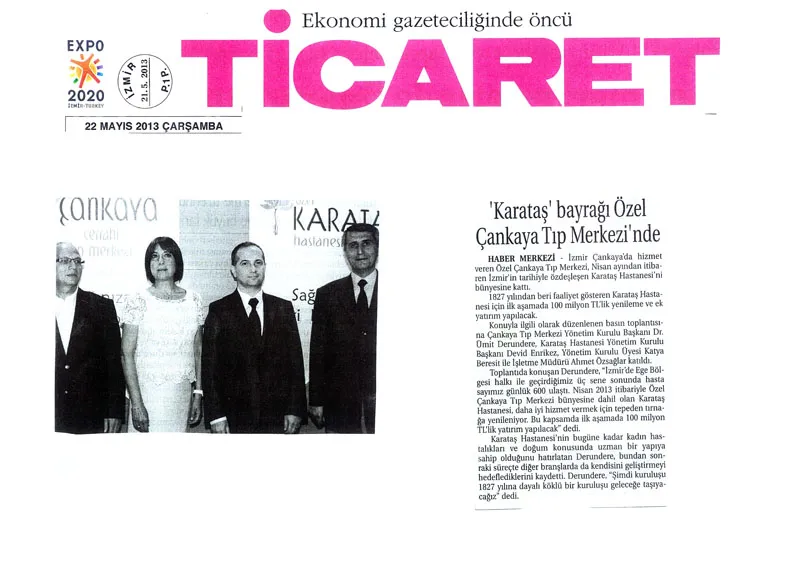 Ekonomi gazeteciliğinde öncü
TİCARET
EXPO
2020
İZMİR-TURKEY
İZMİR
21.5.2013
P.I.P.
22 MAYIS 2013 ÇARŞAMBA
çankaya
cerrahi
tıp merkezi
KARATA
hastanesi
Sağ
'Karataş' bayrağı Özel
Çankaya Tıp Merkezi'nde
HABER MERKEZİ - İzmir Çankaya'da hizmet
veren Özel Çankaya Tıp Merkezi, Nisan ayından itiba-
ren İzmir'in tarihiyle özdeşleşen Karataş Hastanesi'ni
bünyesine kattı.
1827 yılından beri faaliyet gösteren Karataş Hasta-
nesi için ilk aşamada 100 milyon TL'lik yenileme ve ek
yatırım yapılacak.
Konuyla ilgili olarak düzenlenen basın toplantısı-
na Çankaya Tıp Merkezi Yönetim Kurulu Başkanı Dr.
Ümit Derundere, Karataş Hastanesi Yönetim Kurulu
Başkanı Devid Enrikez, Yönetim Kurulu Üyesi Katya
Beresit ile İşletme Müdürü Ahmet Özsağlar katıldı.
Toplantıda konuşan Derundere, "İzmir'de Ege Böl-
gesi halkı ile geçirdiğimiz üç sene sonunda hasta
sayımız günlük 600 ulaştı. Nisan 2013 itibariyle Özel
Çankaya Tıp Merkezi bünyesine dahil olan Karataş
Hastanesi, daha iyi hizmet vermek için tepeden tırna-
ğa yenileniyor. Bu kapsamda ilk aşamada 100 milyon
TL'lik yatırım yapılacak" dedi.
Karataş Hastanesi'nin bugüne kadar kadın has-
talıkları ve doğum konusunda uzman bir yapıya
sahip olduğunu hatırlatan Derundere, bundan son-
raki süreçte diğer branşlarda da kendisini geliştirmeyi
hedeflediklerini kaydetti. Derundere, "Şimdi kuruluşu
1827 yılına dayalı köklü bir kuruluşu geleceğe taşıya-
cağız" dedi.